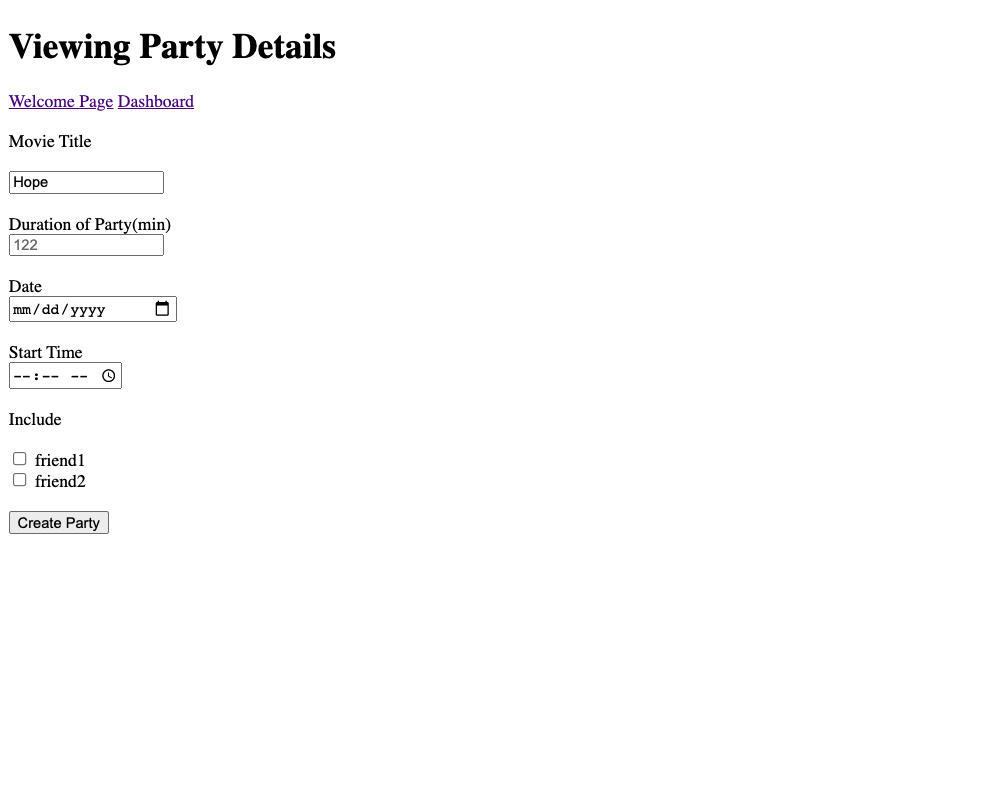 Viewing Party Details
Welcome Page Dashboard
Movie Title
Hope
Duration of Party(min)
122
Date
mm/dd/yyyy
Start Time
--:-- --
Include
friend1
friend2
Create Party